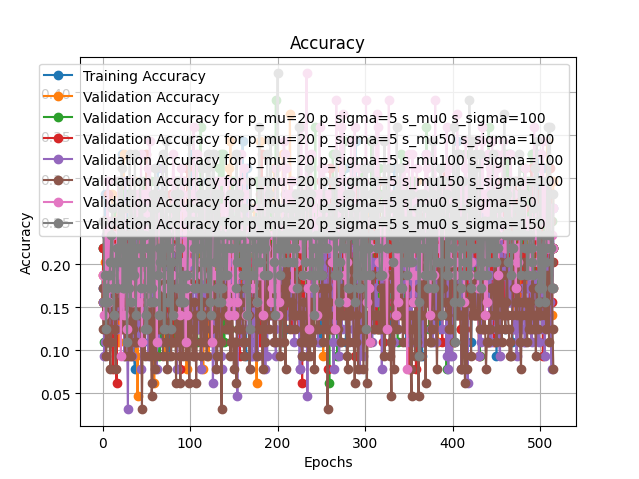 Accuracy
Training Accuracy
Validation Accuracy
Validation Accuracy for p_mu=20 p_sigma=5 s_mu0 s_sigma=100
Validation Accuracy for p_mu=20 p_sigma=5 s_mu50 s_sigma=100
Validation Accuracy for p_mu=20 p_sigma=5 s_mu100 s_sigma=100
Validation Accuracy for p_mu=20 p_sigma=5 s_mu150 s_sigma=100
Validation Accuracy for p_mu=20 p_sigma=5 s_mu0 s_sigma=50
Validation Accuracy for p_mu=20 p_sigma=5 s_mu0 s_sigma=150
Accuracy
0.20
0.15
0.10
0.05
0 100 200 300 400 500
Epochs